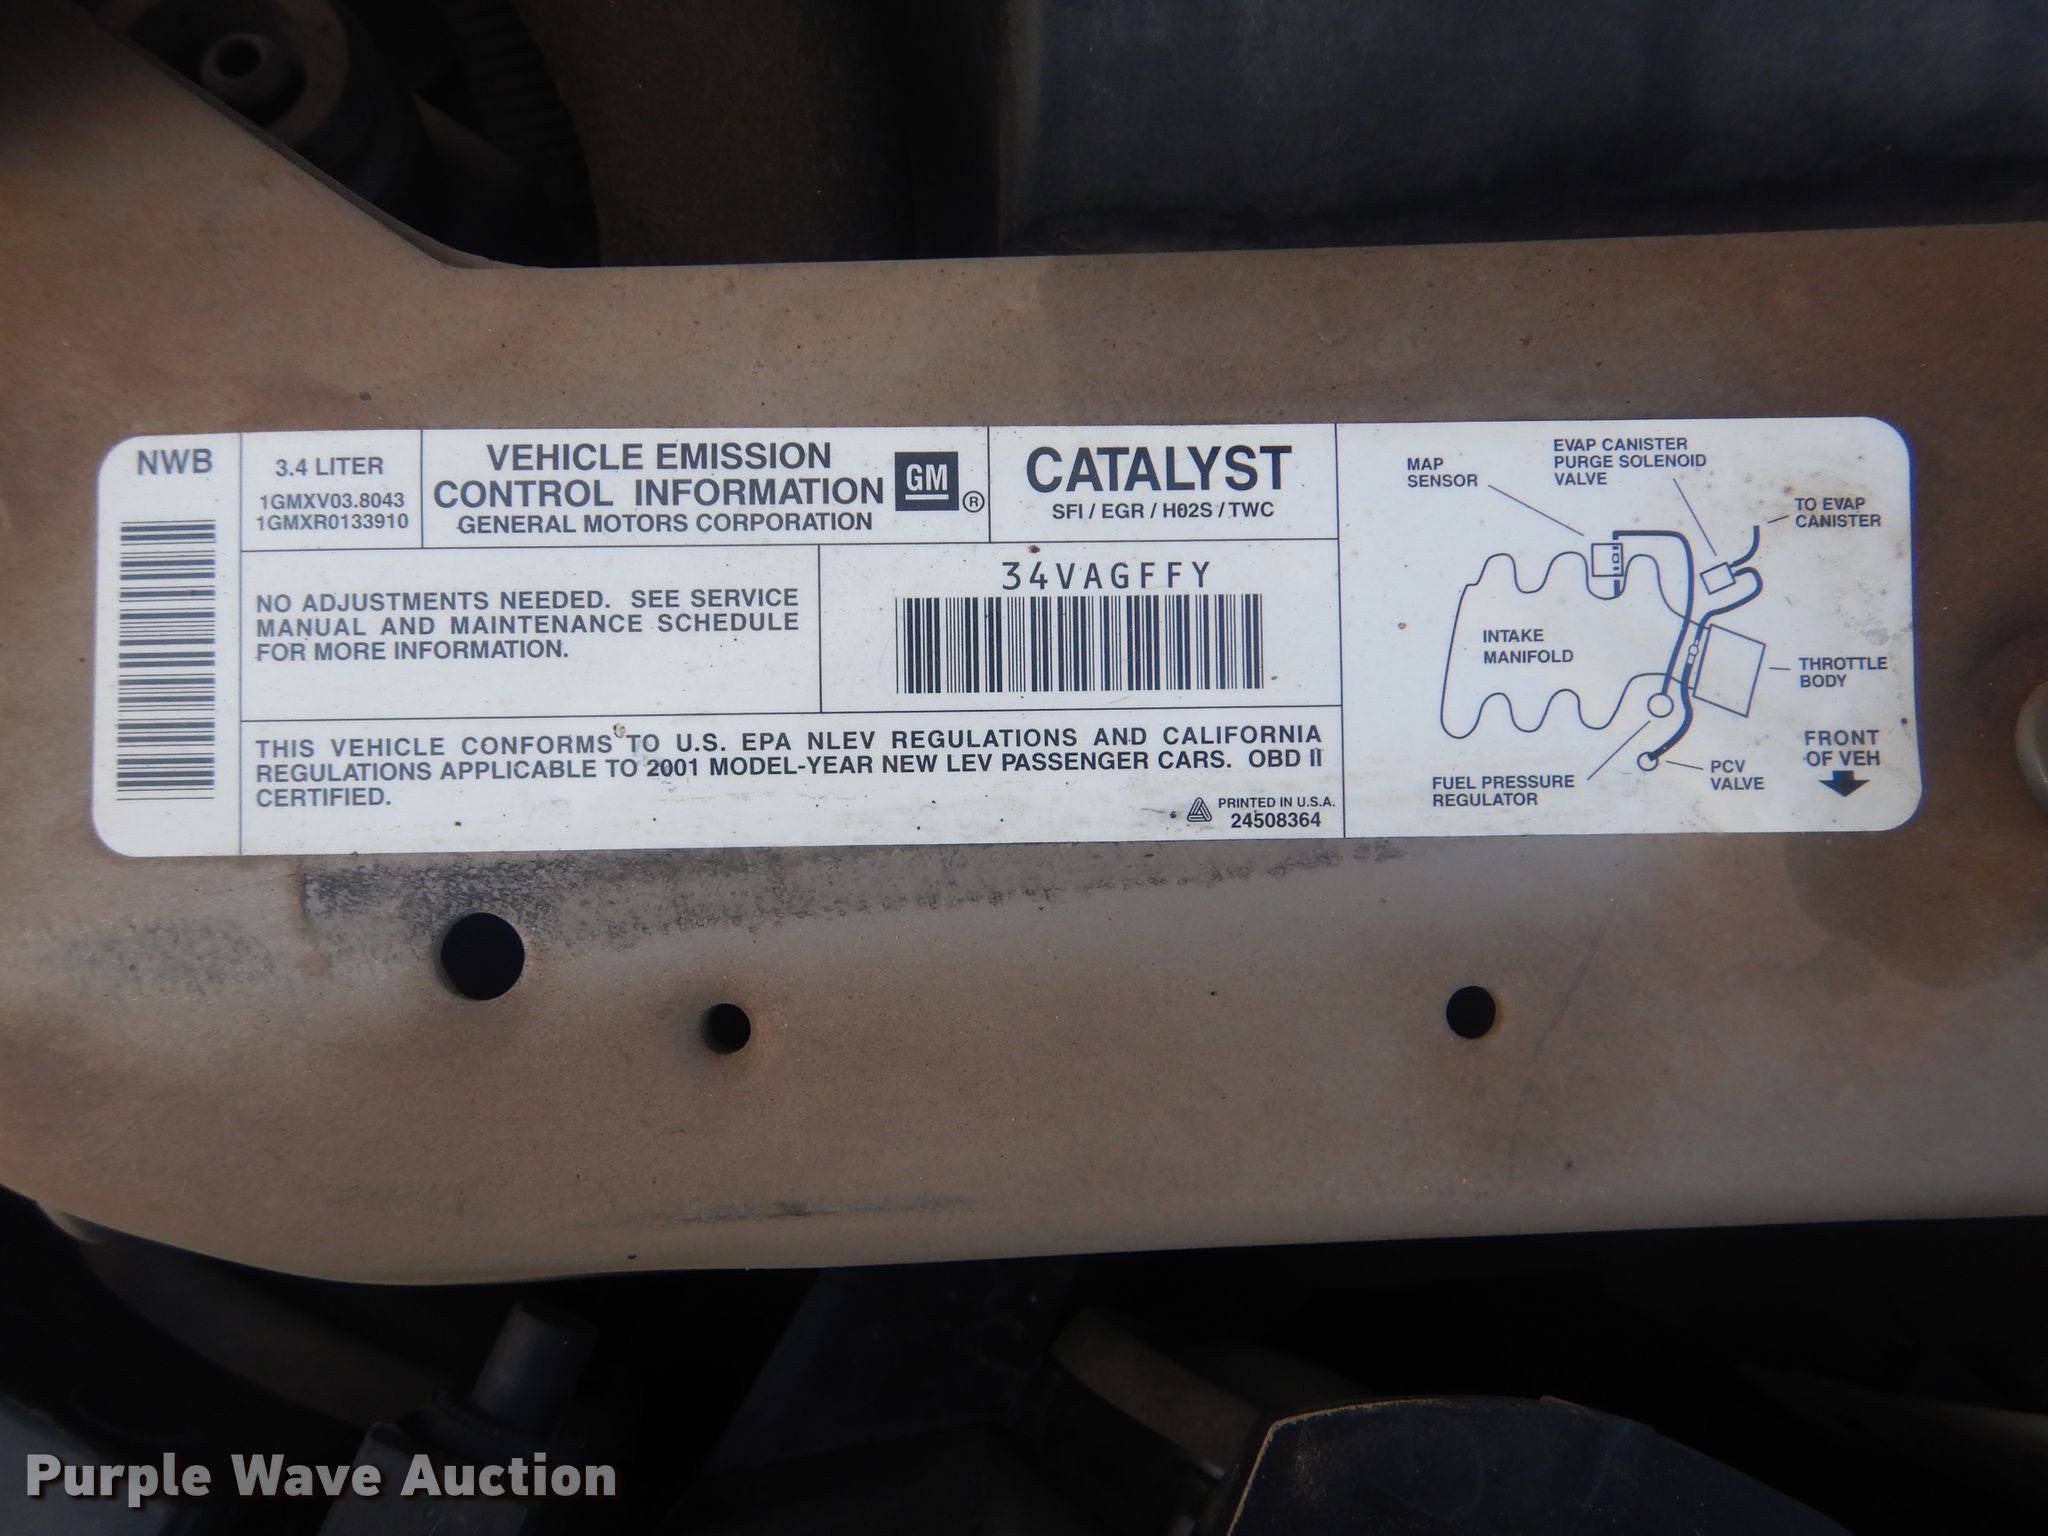 NWB
3.4 LITER
1GMXV03.8043
1GMXR0133910
VEHICLE EMISSION
CONTROL INFORMATION
GENERAL MOTORS CORPORATION
GM ®
CATALYST
SFI / EGR / H02S / TWC
NO ADJUSTMENTS NEEDED. SEE SERVICE
MANUAL AND MAINTENANCE SCHEDULE
FOR MORE INFORMATION.
34VAGFFY
THIS VEHICLE CONFORMS TO U.S. EPA NLEV REGULATIONS AND CALIFORNIA
REGULATIONS APPLICABLE TO 2001 MODEL-YEAR NEW LEV PASSENGER CARS. OBD II
CERTIFIED.
PRINTED IN U.S.A.
24508364
MAP
SENSOR
EVAP CANISTER
PURGE SOLENOID
VALVE
TO EVAP
CANISTER
INTAKE
MANIFOLD
THROTTLE
BODY
FRONT
OF VEH
PCV
VALVE
FUEL PRESSURE
REGULATOR
Purple Wave Auction